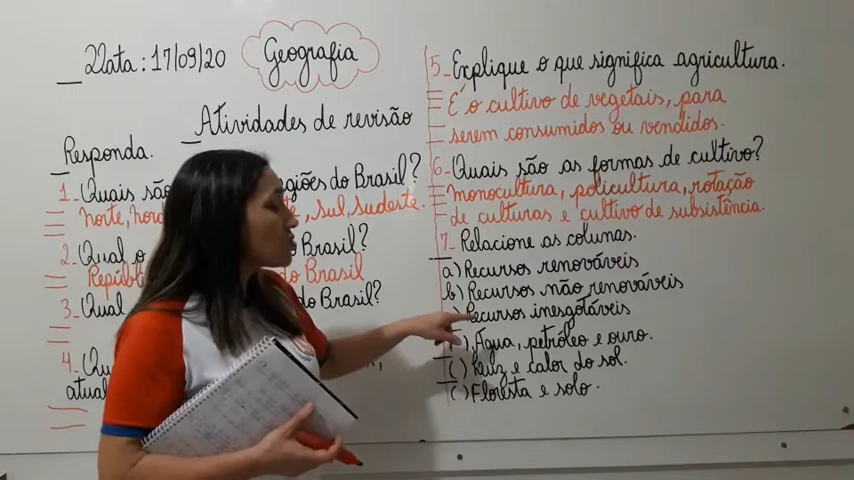 Data: 17/09/20
Geografia
Atividades de revisão
Responda.
1- Quais são regiões do Brasil?
norte, sul, sudeste.
2- Qual o Brasil?
do Brasil
3- Qual do Brasil?
4-
atual
5- Explique o que significa agricultura.
É o cultivo de vegetais, para
serem consumidos ou vendidos.
6- Quais são as formas de cultivo?
monocultura, policultura, rotação
de culturas e cultivo de subsistência.
7- Relacione as colunas.
a) Recursos renováveis
b) Recursos não renováveis
) Recursos inesgotáveis
( ) Água, petróleo e ouro.
( ) Luz e calor do sol.
( ) Floresta e solo.